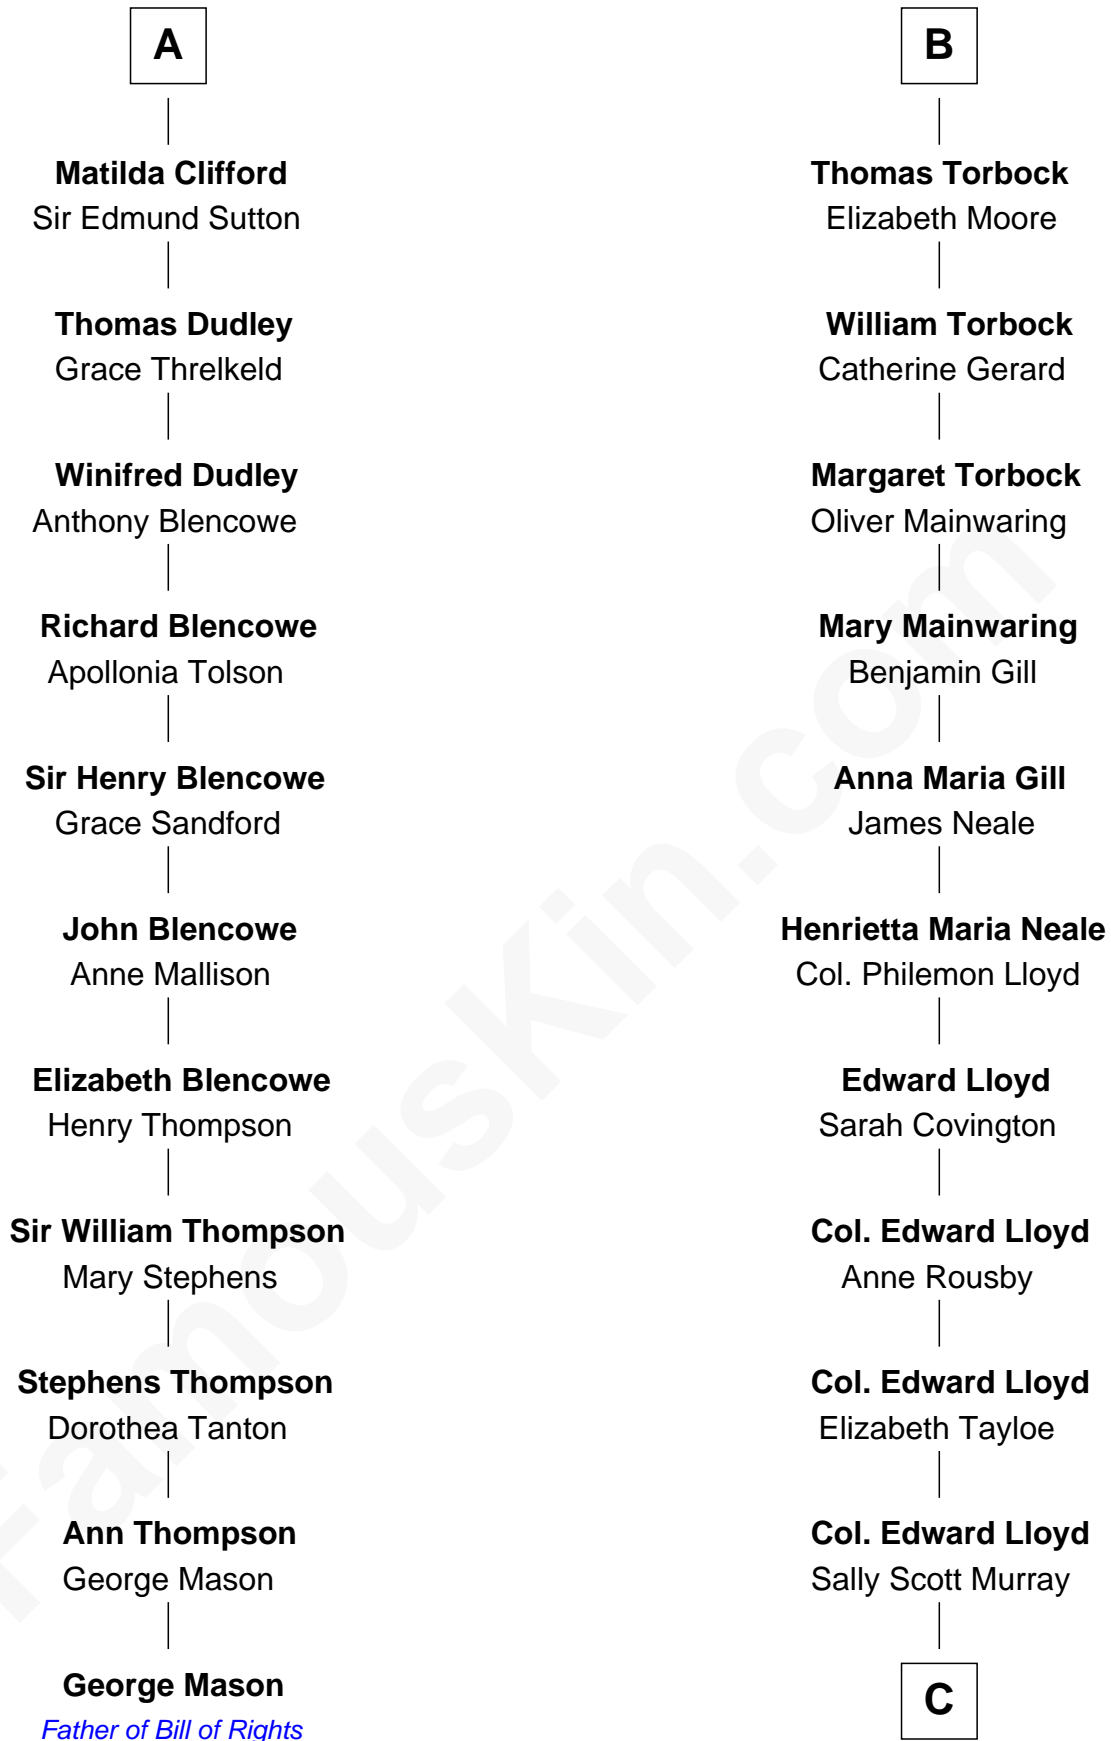 A
Matilda Clifford
Sir Edmund Sutton
Thomas Dudley
Grace Threlkeld
Winifred Dudley
Anthony Blencowe
Richard Blencowe
Apollonia Tolson
Sir Henry Blencowe
Grace Sandford
John Blencowe
Anne Mallison
Elizabeth Blencowe
Henry Thompson
Sir William Thompson
Mary Stephens
Stephens Thompson
Dorothea Tanton
Ann Thompson
George Mason
George Mason
Father of Bill of Rights
B
Thomas Torbock
Elizabeth Moore
William Torbock
Catherine Gerard
Margaret Torbock
Oliver Mainwaring
Mary Mainwaring
Benjamin Gill
Anna Maria Gill
James Neale
Henrietta Maria Neale
Col. Philemon Lloyd
Edward Lloyd
Sarah Covington
Col. Edward Lloyd
Anne Rousby
Col. Edward Lloyd
Elizabeth Tayloe
Col. Edward Lloyd
Sally Scott Murray
C
FamousKin.com